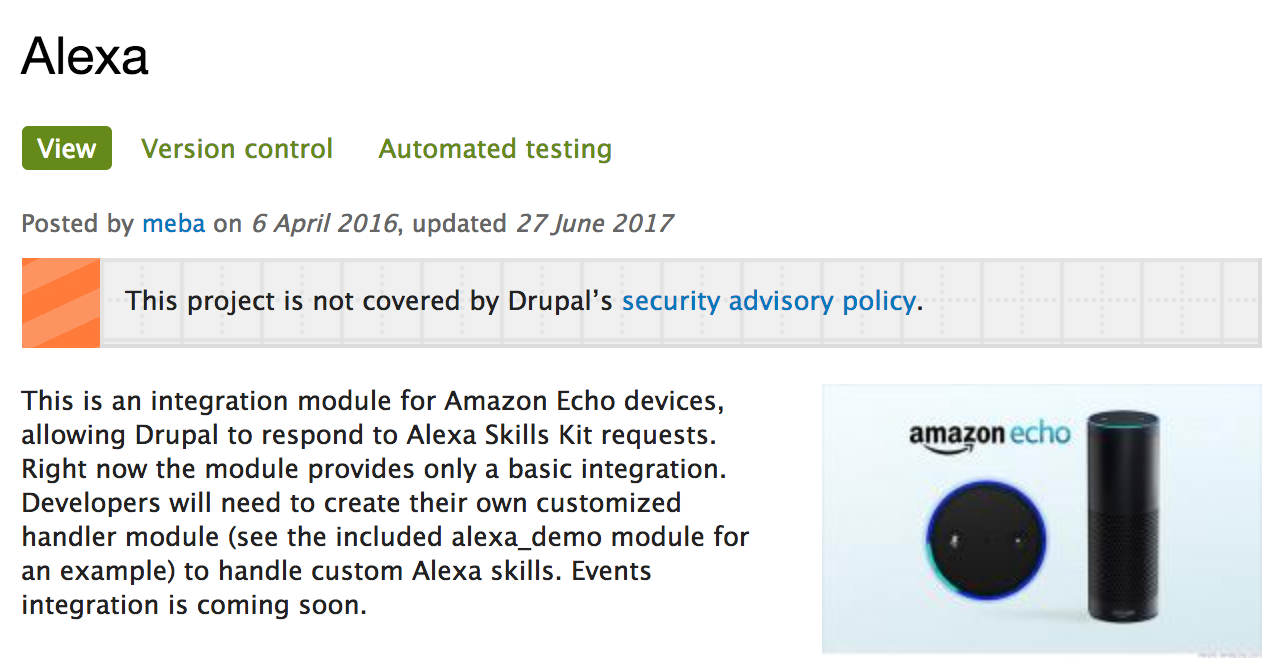 Alexa
View Version control Automated testing
Posted by meba on 6 April 2016, updated 27 June 2017
This project is not covered by Drupal’s security advisory policy.
This is an integration module for Amazon Echo devices,
allowing Drupal to respond to Alexa Skills Kit requests.
Right now the module provides only a basic integration.
Developers will need to create their own customized
handler module (see the included alexa_demo module for
an example) to handle custom Alexa skills. Events
integration is coming soon.
amazon echo